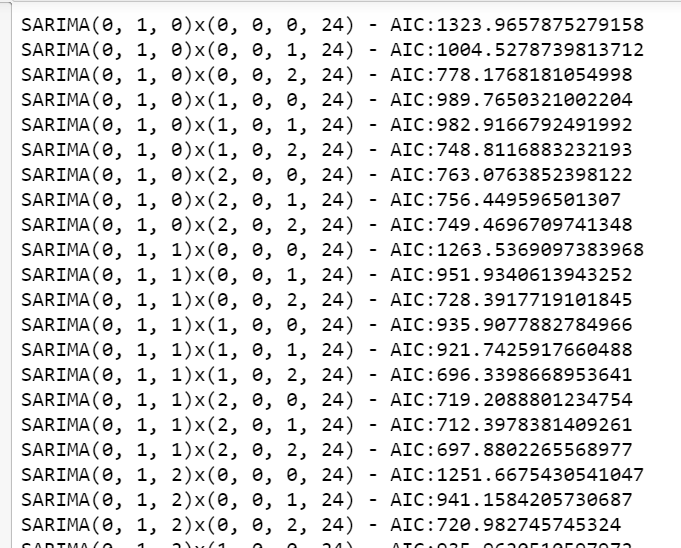 SARIMA(0, 1, 0)x(0, 0, 0, 24) - AIC:1323.9657875279158
SARIMA(0, 1, 0)x(0, 0, 1, 24) - AIC:1004.5278739813712
SARIMA(0, 1, 0)x(0, 0, 2, 24) - AIC:778.1768181054998
SARIMA(0, 1, 0)x(1, 0, 0, 24) - AIC:989.7650321002204
SARIMA(0, 1, 0)x(1, 0, 1, 24) - AIC:982.9166792491992
SARIMA(0, 1, 0)x(1, 0, 2, 24) - AIC:748.8116883232193
SARIMA(0, 1, 0)x(2, 0, 0, 24) - AIC:763.0763852398122
SARIMA(0, 1, 0)x(2, 0, 1, 24) - AIC:756.449596501307
SARIMA(0, 1, 0)x(2, 0, 2, 24) - AIC:749.4696709741348
SARIMA(0, 1, 1)x(0, 0, 0, 24) - AIC:1263.5369097383968
SARIMA(0, 1, 1)x(0, 0, 1, 24) - AIC:951.9340613943252
SARIMA(0, 1, 1)x(0, 0, 2, 24) - AIC:728.3917719101845
SARIMA(0, 1, 1)x(1, 0, 0, 24) - AIC:935.9077882784966
SARIMA(0, 1, 1)x(1, 0, 1, 24) - AIC:921.7425917660488
SARIMA(0, 1, 1)x(1, 0, 2, 24) - AIC:696.3398668953641
SARIMA(0, 1, 1)x(2, 0, 0, 24) - AIC:719.2088801234754
SARIMA(0, 1, 1)x(2, 0, 1, 24) - AIC:712.3978381409261
SARIMA(0, 1, 1)x(2, 0, 2, 24) - AIC:697.8802265568977
SARIMA(0, 1, 2)x(0, 0, 0, 24) - AIC:1251.6675430541047
SARIMA(0, 1, 2)x(0, 0, 1, 24) - AIC:941.1584205730687
SARIMA(0, 1, 2)x(0, 0, 2, 24) - AIC:720.982745745324
SARIMA(0, 1, 2)x(1, 0, 0, 24) -